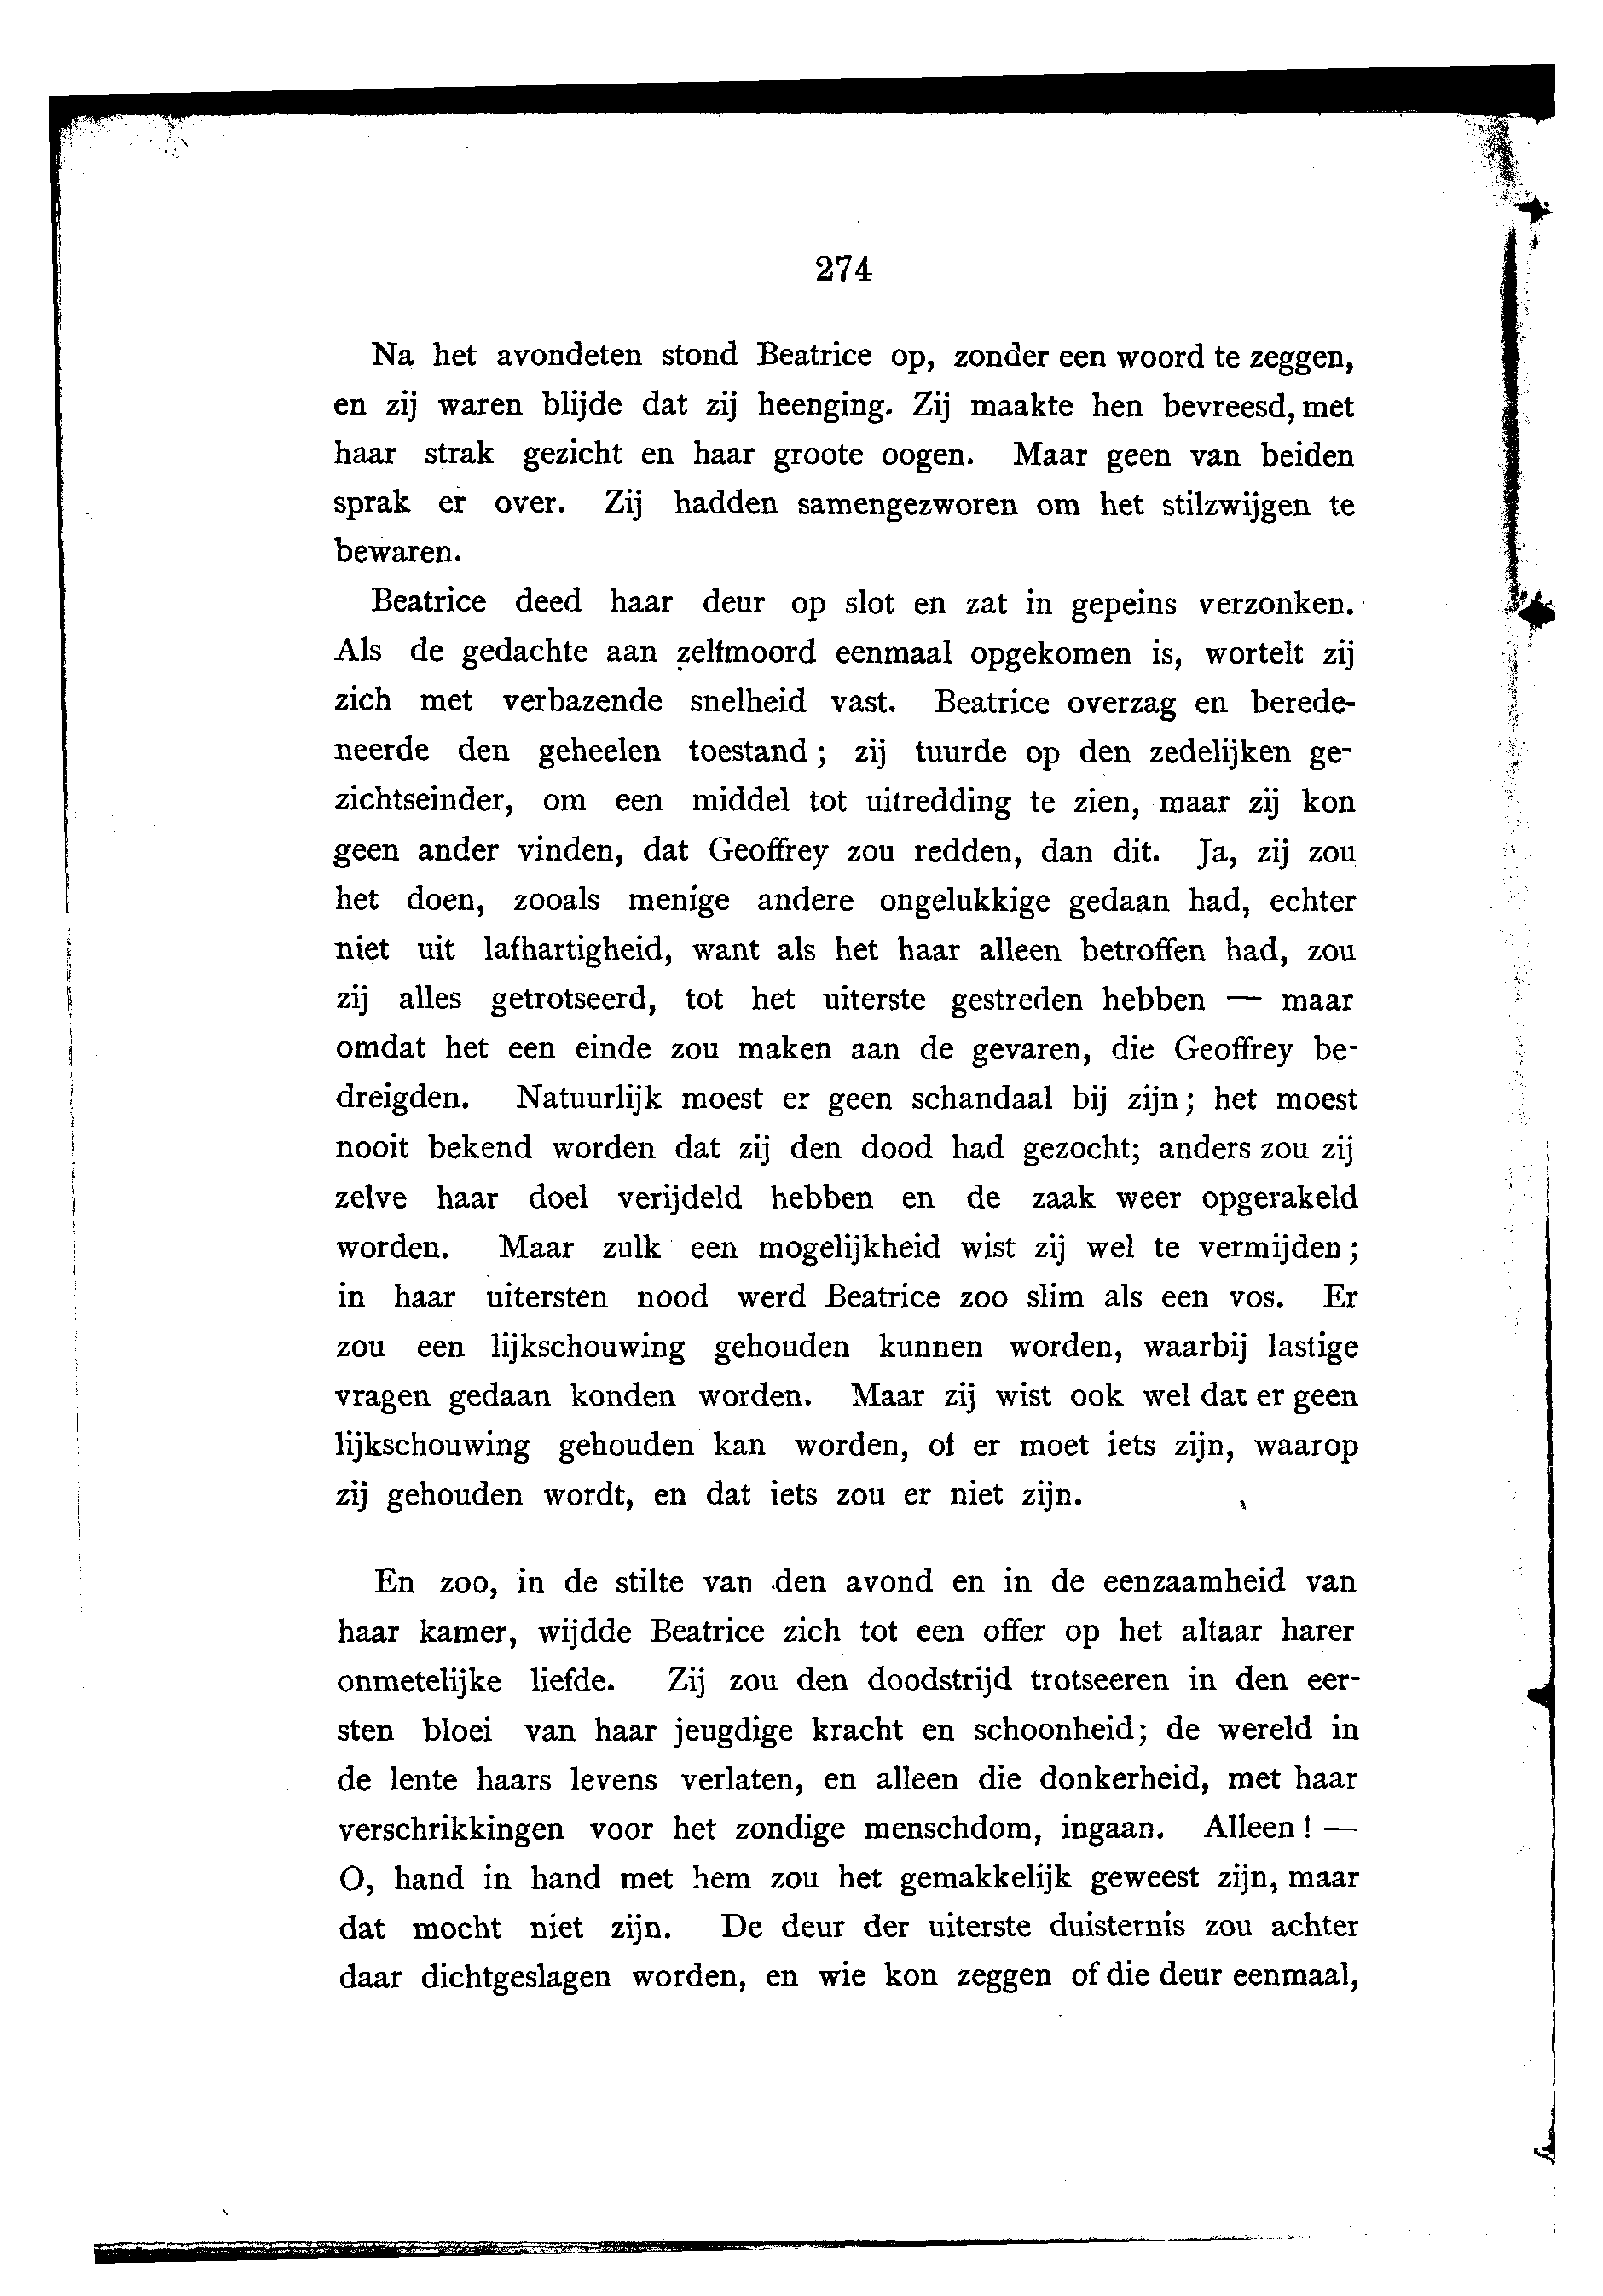 274
Na het avondeten stond Beatrice op, zonder een woord te zeggen,
en zij waren blijde dat zij heenging. Zij maakte hen bevreesd, met
haar strak gezicht en haar groote oogen. Maar geen van beiden
sprak er over. Zij hadden samengezworen om het stilzwijgen te
bewaren.
Beatrice deed haar deur op slot en zat in gepeins verzonken.
Als de gedachte aan zelfmoord eenmaal opgekomen is, wortelt zij
zich met verbazende snelheid vast. Beatrice overzag en berede-
neerde den geheelen toestand; zij tuurde op den zedelijken ge-
zichtseinder, om een middel tot uitredding te zien, maar zij kon
geen ander vinden, dat Geoffrey zou redden, dan dit. Ja, zij zou
het doen, zooals menige andere ongelukkige gedaan had, echter
niet uit lafhartigheid, want als het haar alleen betroffen had, zou
zij alles getrotseerd, tot het uiterste gestreden hebben — maar
omdat het een einde zou maken aan de gevaren, die Geoffrey be-
dreigden. Natuurlijk moest er geen schandaal bij zijn; het moest
nooit bekend worden dat zij den dood had gezocht; anders zou zij
zelve haar doel verijdeld hebben en de zaak weer opgerakeld
worden. Maar zulk een mogelijkheid wist zij wel te vermijden;
in haar uitersten nood werd Beatrice zoo slim als een vos. Er
zou een lijkschouwing gehouden kunnen worden, waarbij lastige
vragen gedaan konden worden. Maar zij wist ook wel dat er geen
lijkschouwing gehouden kan worden, of er moet iets zijn, waarop
zij gehouden wordt, en dat iets zou er niet zijn.
En zoo, in de stilte van den avond en in de eenzaamheid van
haar kamer, wijdde Beatrice zich tot een offer op het altaar harer
onmetelijke liefde. Zij zou den doodstrijd trotseeren in den eer-
sten bloei van haar jeugdige kracht en schoonheid; de wereld in
de lente haars levens verlaten, en alleen die donkerheid, met haar
verschrikkingen voor het zondige menschdom, ingaan. Alleen! —
O, hand in hand met hem zou het gemakkelijk geweest zijn, maar
dat mocht niet zijn. De deur der uiterste duisternis zou achter
daar dichtgeslagen worden, en wie kon zeggen of die deur eenmaal,